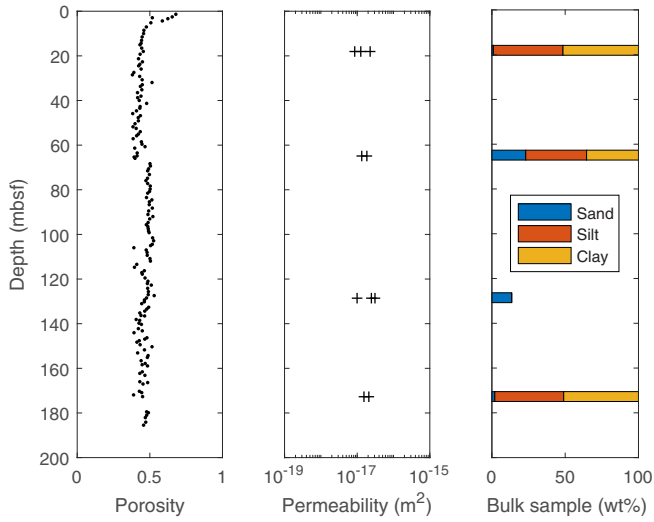 0
20
40
60
80
100
120
140
160
180
200
Depth (mbsf)
0 0.5 1
Porosity
10^-19 10^-17 10^-15
Permeability (m^2)
Sand
Silt
Clay
0 50 100
Bulk sample (wt%)